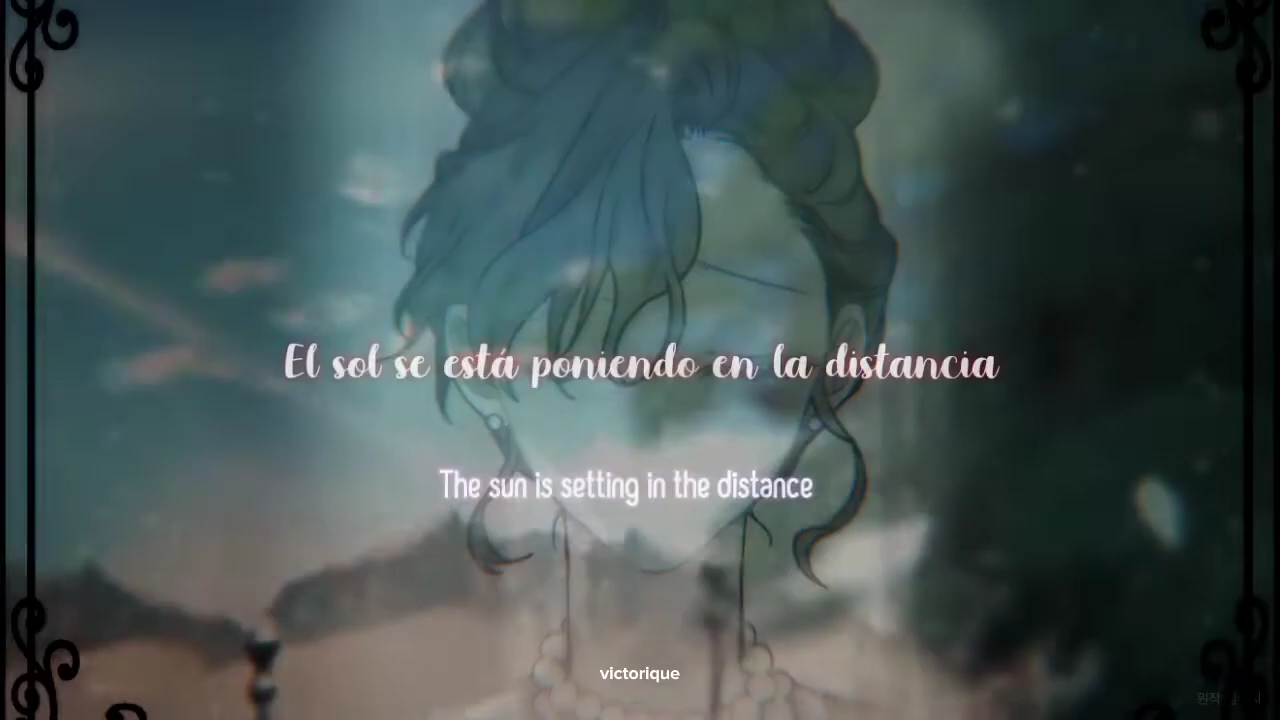 El sol se está poniendo en la distancia
The sun is setting in the distance
victorique